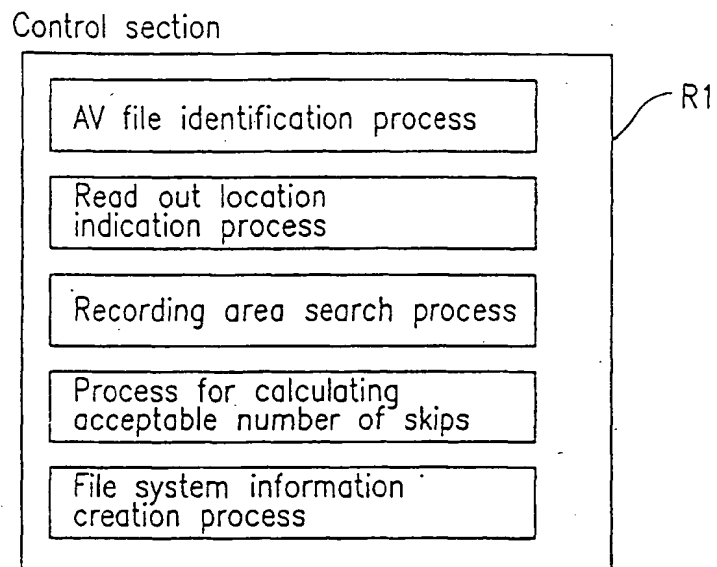 Control section
R1
AV file identification process
Read out location
indication process
Recording area search process
Process for calculating
acceptable number of skips
File system information
creation process